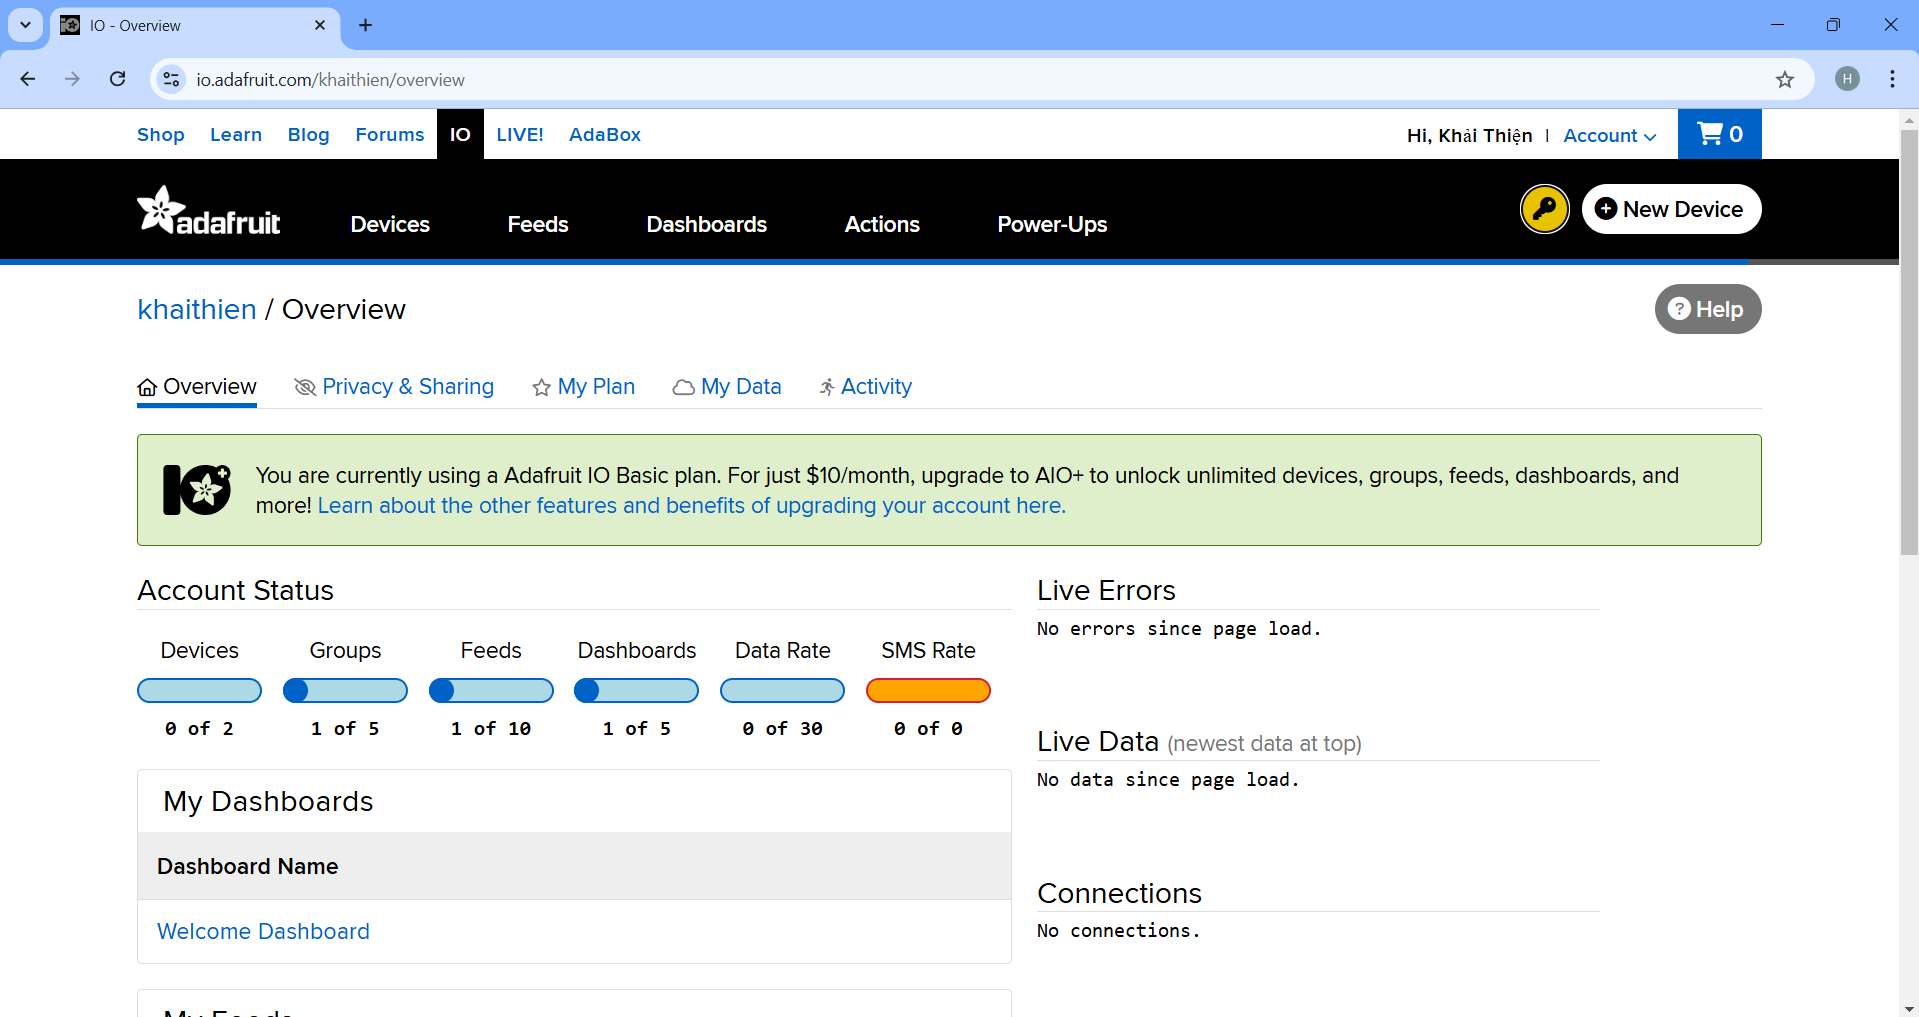 IO - Overview
io.adafruit.com/khaithien/overview
H
Shop Learn Blog Forums IO LIVE! AdaBox
Hi, Khải Thiện | Account 0
adafruit Devices Feeds Dashboards Actions Power-Ups New Device
khaithien / Overview
? Help
Overview Privacy & Sharing My Plan My Data Activity
You are currently using a Adafruit IO Basic plan. For just $10/month, upgrade to AIO+ to unlock unlimited devices, groups, feeds, dashboards, and
more! Learn about the other features and benefits of upgrading your account here.
Account Status
Devices Groups Feeds Dashboards Data Rate SMS Rate
0 of 2 1 of 5 1 of 10 1 of 5 0 of 30 0 of 0
My Dashboards
Dashboard Name
Welcome Dashboard
My Feeds
Live Errors
No errors since page load.
Live Data (newest data at top)
No data since page load.
Connections
No connections.